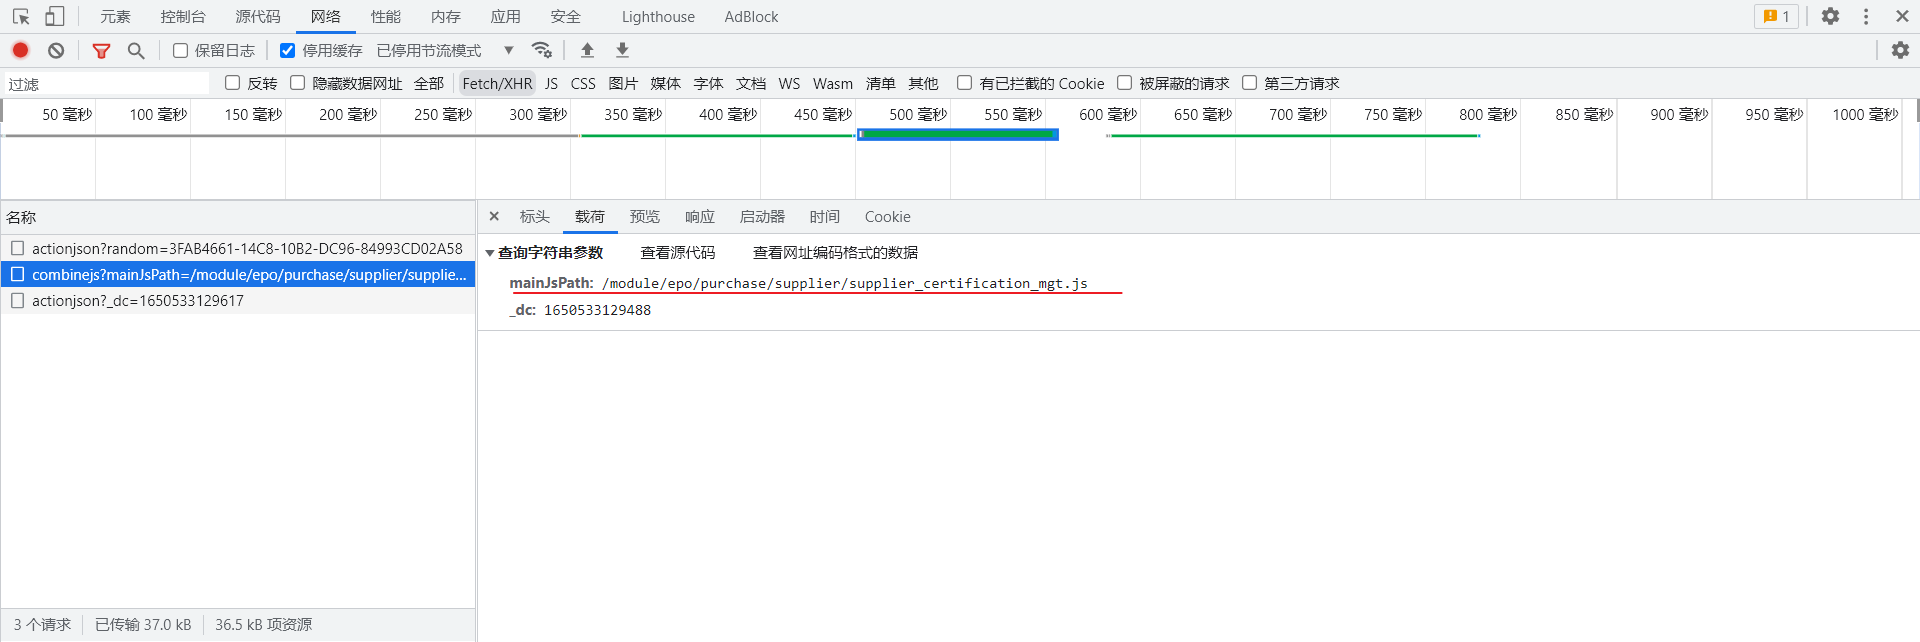 元素 控制台 源代码 网络 性能 内存 应用 安全 Lighthouse AdBlock 1
保留日志 停用缓存 已停用节流模式
过滤 反转 隐藏数据网址 全部 Fetch/XHR JS CSS 图片 媒体 字体 文档 WS Wasm 清单 其他 有已拦截的 Cookie 被屏蔽的请求 第三方请求
50 毫秒 100 毫秒 150 毫秒 200 毫秒 250 毫秒 300 毫秒 350 毫秒 400 毫秒 450 毫秒 500 毫秒 550 毫秒 600 毫秒 650 毫秒 700 毫秒 750 毫秒 800 毫秒 850 毫秒 900 毫秒 950 毫秒 1000 毫秒
名称
actionjson?random=3FAB4661-14C8-10B2-DC96-84993CD02A58
combinejs?mainJsPath=/module/epo/purchase/supplier/supplie...
actionjson?_dc=1650533129617
标头 载荷 预览 响应 启动器 时间 Cookie
查询字符串参数 查看源代码 查看网址编码格式的数据
mainJsPath: /module/epo/purchase/supplier/supplier_certification_mgt.js
_dc: 1650533129488
3 个请求 已传输 37.0 kB 36.5 kB 项资源